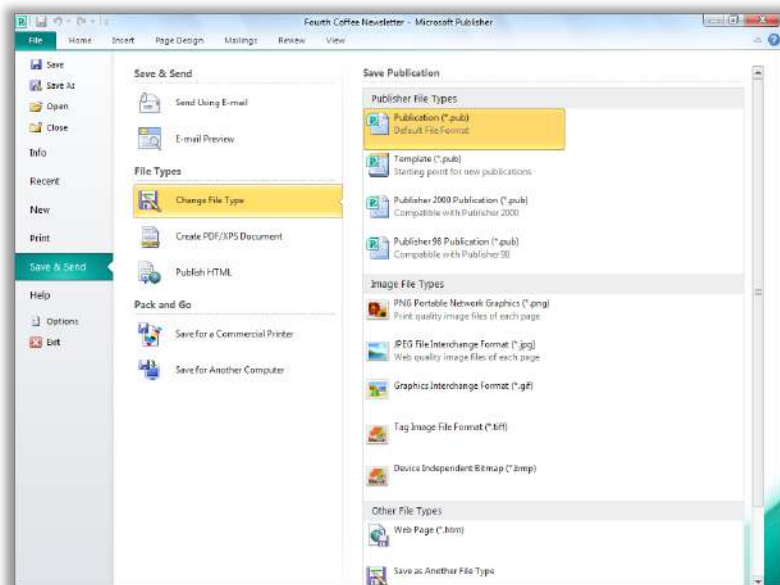 Fourth Coffee Newsletter - Microsoft Publisher
File Home Insert Page Design Mailings Review View
Save
Save As
Open
Close
Info
Recent
New
Print
Save & Send
Help
Options
Exit
Save & Send
Send Using E-mail
E-mail Preview
File Types
Change File Type
Create PDF/XPS Document
Publish HTML
Pack and Go
Save for a Commercial Printer
Save for Another Computer
Save Publication
Publisher File Types
Publication (*.pub)
Default File Format
Template (*.pub)
Starting point for new publications
Publisher 2000 Publication (*.pub)
Compatible with Publisher 2000
Publisher 98 Publication (*.pub)
Compatible with Publisher 98
Image File Types
PNG Portable Network Graphics (*.png)
Print quality image files of each page
JPEG File Interchange Format (*.jpg)
Web quality image files of each page
Graphics Interchange Format (*.gif)
Tag Image File Format (*.tiff)
Device Independent Bitmap (*.bmp)
Other File Types
Web Page (*.htm)
Save as Another File Type